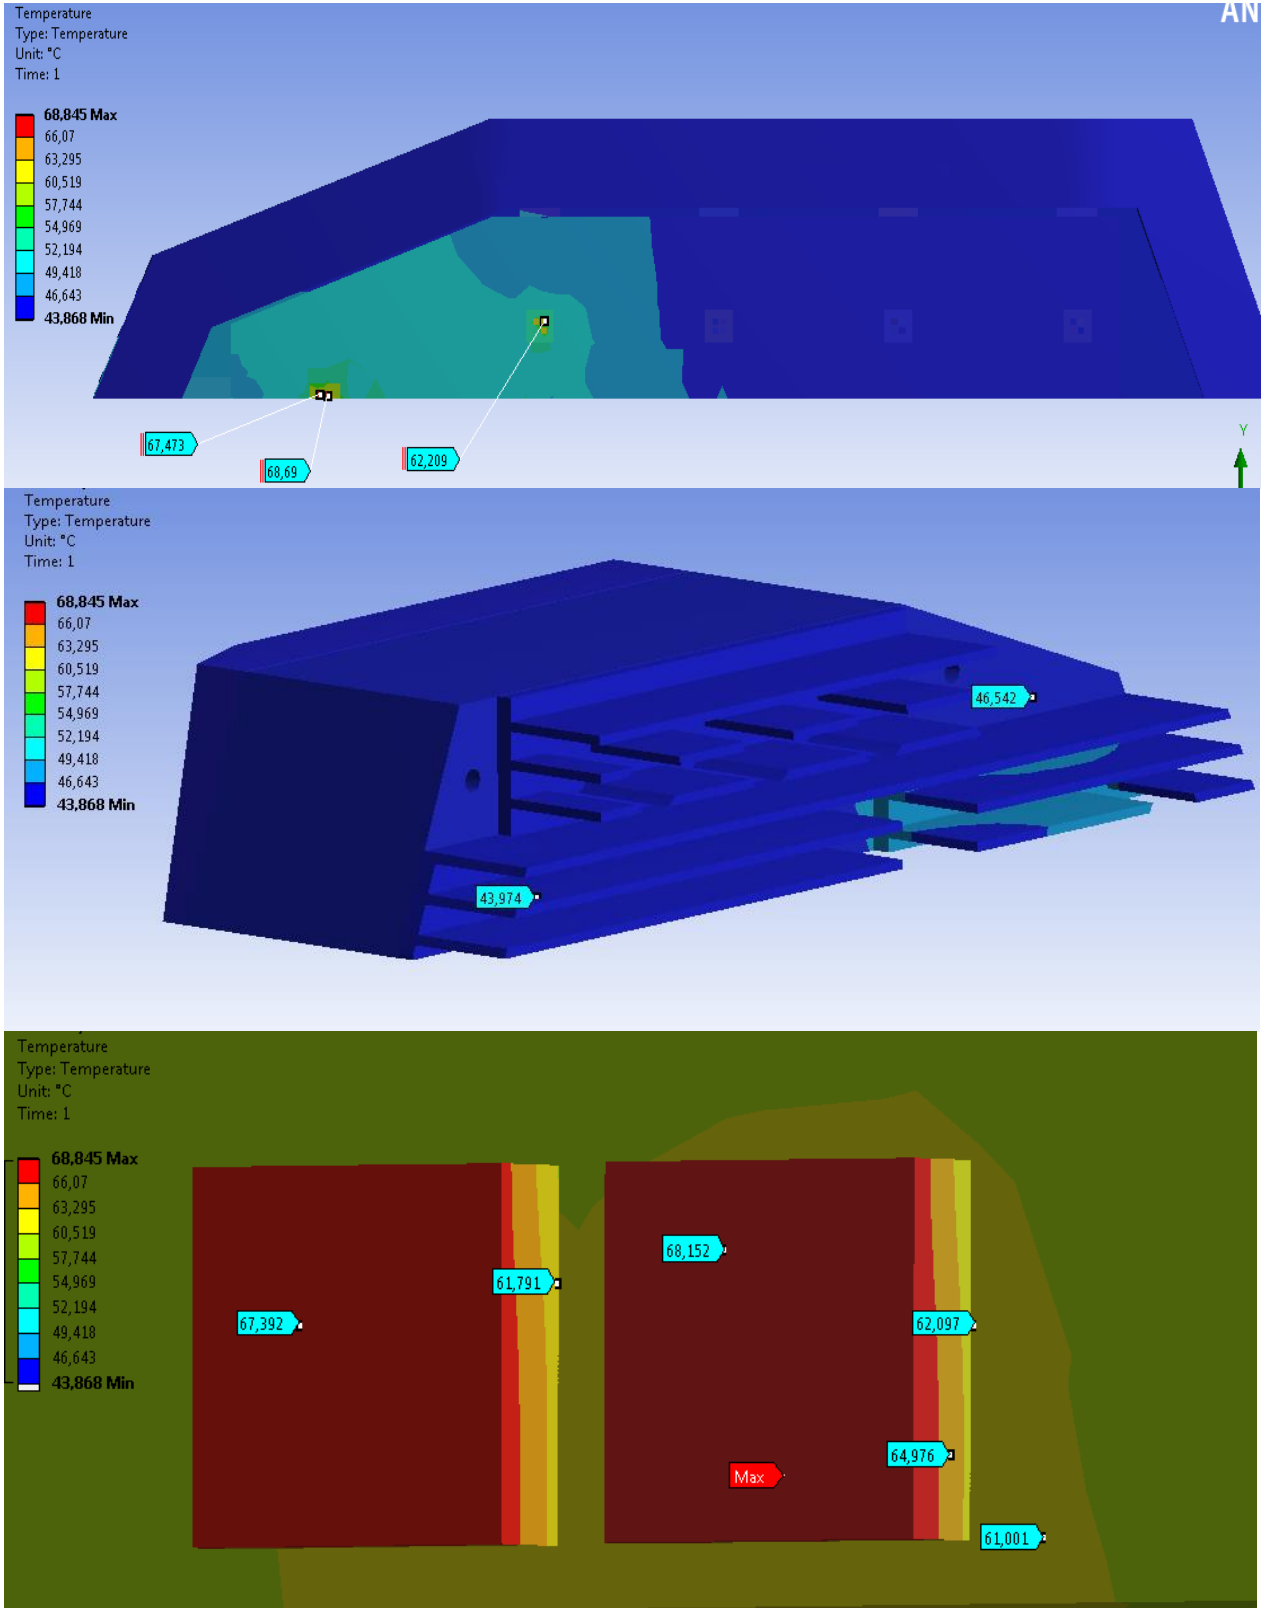 Temperature
Type: Temperature
Unit: °C
Time: 1
AN
68,845 Max
66,07
63,295
60,519
57,744
54,969
52,194
49,418
46,643
43,868 Min
67,473
68,69
62,209
Y
Temperature
Type: Temperature
Unit: °C
Time: 1
68,845 Max
66,07
63,295
60,519
57,744
54,969
52,194
49,418
46,643
43,868 Min
46,542
43,974
Temperature
Type: Temperature
Unit: °C
Time: 1
68,845 Max
66,07
63,295
60,519
57,744
54,969
52,194
49,418
46,643
43,868 Min
68,152
61,791
67,392
62,097
64,976
Max
61,001